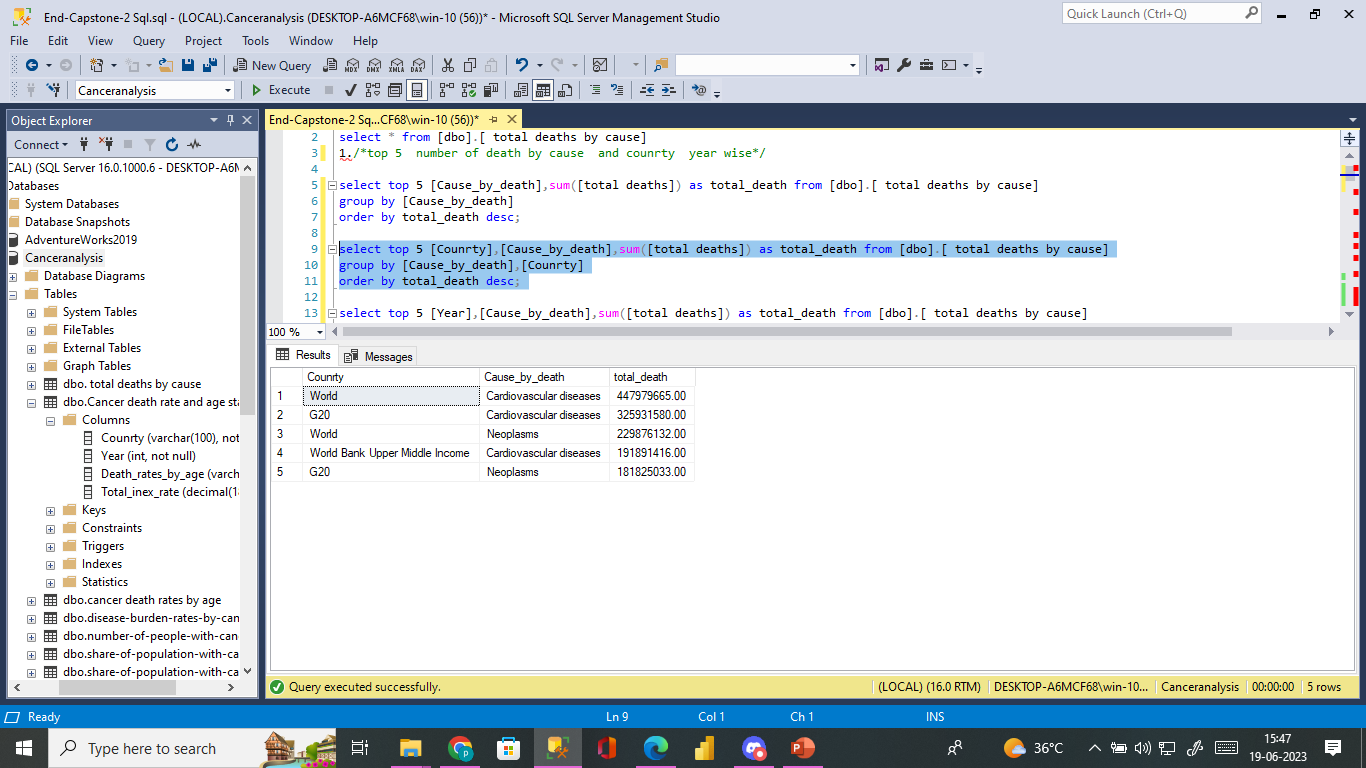 End-Capstone-2 Sql.sql - (LOCAL).Canceranalysis (DESKTOP-A6MCF68\win-10 (56))* - Microsoft SQL Server Management Studio
Quick Launch (Ctrl+Q)
File Edit View Query Project Tools Window Help
New Query
MDX DMX XMLA DAX
Canceranalysis
Execute
Object Explorer
Connect
CAL) (SQL Server 16.0.1000.6 - DESKTOP-A6M
Databases
System Databases
Database Snapshots
AdventureWorks2019
Canceranalysis
Database Diagrams
Tables
System Tables
FileTables
External Tables
Graph Tables
dbo. total deaths by cause
dbo.Cancer death rate and age sta
Columns
Counrty (varchar(100), not
Year (int, not null)
Death_rates_by_age (varch
Total_inex_rate (decimal(18
Keys
Constraints
Triggers
Indexes
Statistics
dbo.cancer death rates by age
dbo.disease-burden-rates-by-can
dbo.number-of-people-with-can
dbo.share-of-population-with-ca
dbo.share-of-population-with-ca
End-Capstone-2 Sq...CF68\win-10 (56))*
2 select * from [dbo].[ total deaths by cause]
3 1./*top 5  number of death by cause  and counrty  year wise*/
4
5 select top 5 [Cause_by_death],sum([total deaths]) as total_death from [dbo].[ total deaths by cause]
6 group by [Cause_by_death]
7 order by total_death desc;
8
9 select top 5 [Counrty],[Cause_by_death],sum([total deaths]) as total_death from [dbo].[ total deaths by cause]
10 group by [Cause_by_death],[Counrty]
11 order by total_death desc;
12
13 select top 5 [Year],[Cause_by_death],sum([total deaths]) as total_death from [dbo].[ total deaths by cause]
100 %
Results Messages
Counrty Cause_by_death total_death
1 World Cardiovascular diseases 447979665.00
2 G20 Cardiovascular diseases 325931580.00
3 World Neoplasms 229876132.00
4 World Bank Upper Middle Income Cardiovascular diseases 191891416.00
5 G20 Neoplasms 181825033.00
Query executed successfully.
(LOCAL) (16.0 RTM) DESKTOP-A6MCF68\win-10... Canceranalysis 00:00:00 5 rows
Ready Ln 9 Col 1 Ch 1 INS
Type here to search
36°C
15:47
19-06-2023